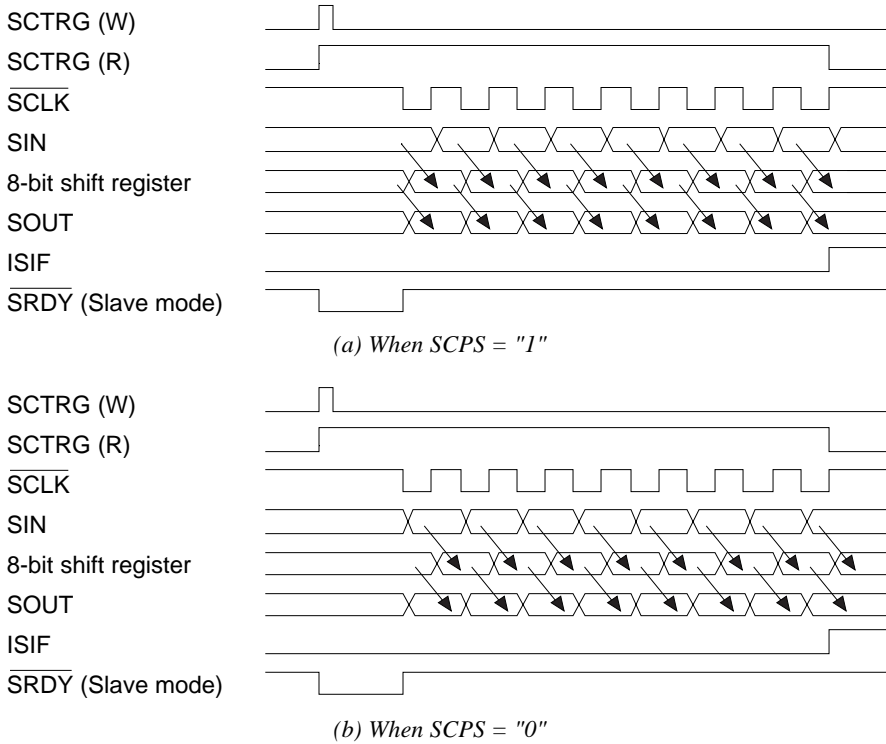 SCTRG (W)
SCTRG (R)
SCLK
SIN
8-bit shift register
SOUT
ISIF
SRDY (Slave mode)
(a) When SCPS = "1"
SCTRG (W)
SCTRG (R)
SCLK
SIN
8-bit shift register
SOUT
ISIF
SRDY (Slave mode)
(b) When SCPS = "0"